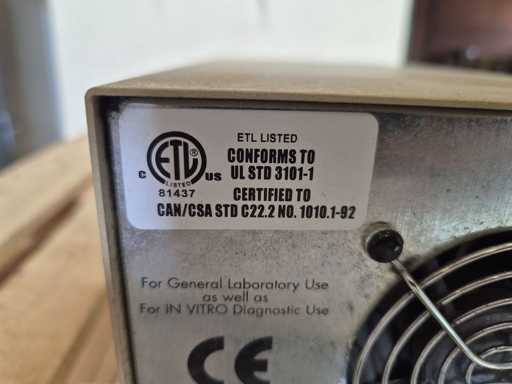 ETL LISTED
CONFORMS TO
UL STD 3101-1
CERTIFIED TO
CAN/CSA STD C22.2 NO. 1010.1-92
ETL
LISTED
C US
81437
For General Laboratory Use
as well as
For IN VITRO Diagnostic Use
CE